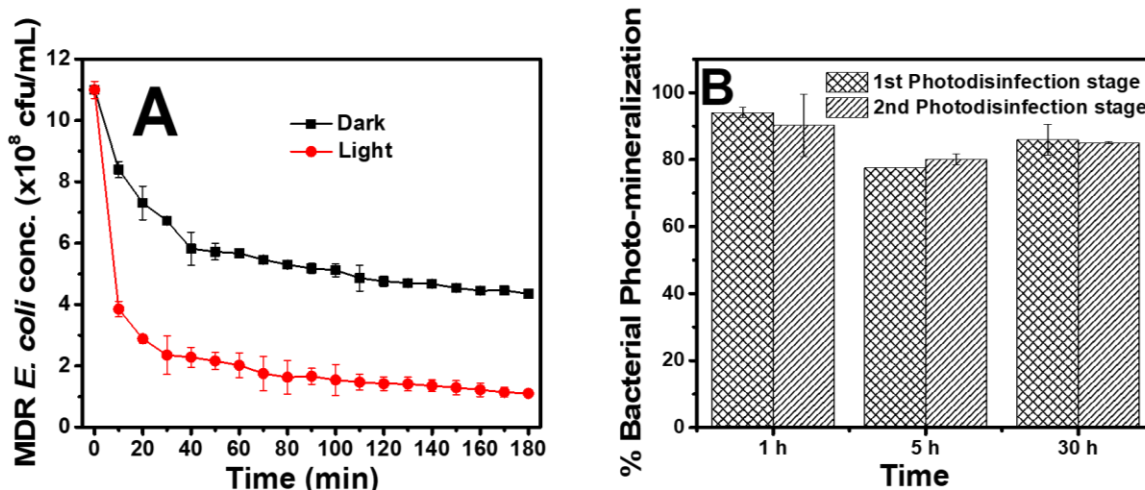 MDR E. coli conc. (x10⁸ cfu/mL)
12
10
8
6
4
2
0
A
Dark
Light
0 20 40 60 80 100 120 140 160 180
Time (min)
% Bacterial Photo-mineralization
100
80
60
40
20
0
B
1st Photodisinfection stage
2nd Photodisinfection stage
1 h 5 h 30 h
Time